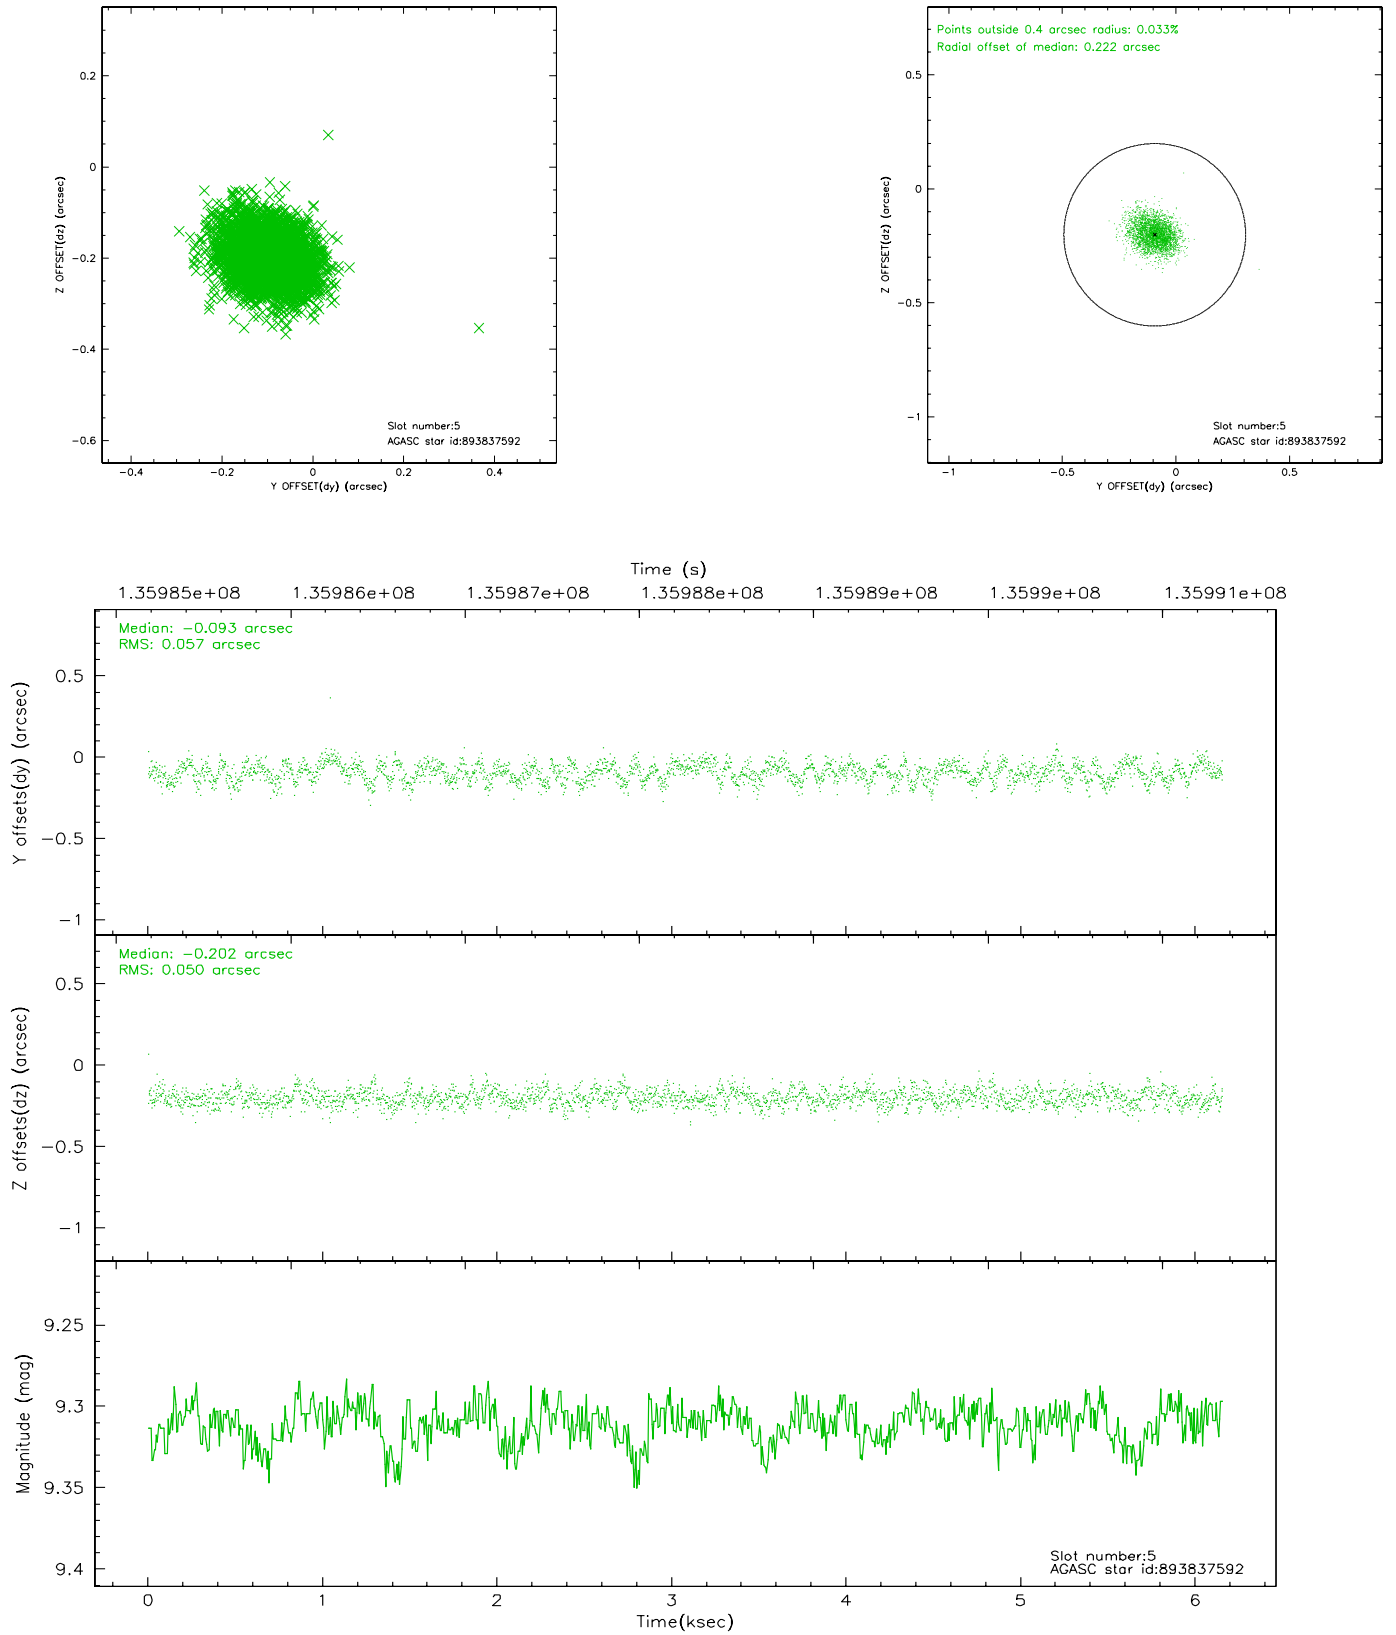 0.2
0
−0.2
−0.4
−0.6
Z OFFSET(dz) (arcsec)
Slot number:5
AGASC star id:893837592
−0.4 −0.2 0 0.2 0.4
Y OFFSET(dy) (arcsec)
Points outside 0.4 arcsec radius: 0.033%
Radial offset of median: 0.222 arcsec
0.5
0
−0.5
−1
Z OFFSET(dz) (arcsec)
Slot number:5
AGASC star id:893837592
−1 −0.5 0 0.5
Y OFFSET(dy) (arcsec)
Time (s)
1.35985e+08 1.35986e+08 1.35987e+08 1.35988e+08 1.35989e+08 1.3599e+08 1.35991e+08
Median: −0.093 arcsec
RMS: 0.057 arcsec
0.5
0
−0.5
−1
Y offsets(dy) (arcsec)
Median: −0.202 arcsec
RMS: 0.050 arcsec
0.5
0
−0.5
−1
Z offsets(dz) (arcsec)
9.25
9.3
9.35
9.4
Magnitude (mag)
Slot number:5
AGASC star id:893837592
0 1 2 3 4 5 6
Time(ksec)